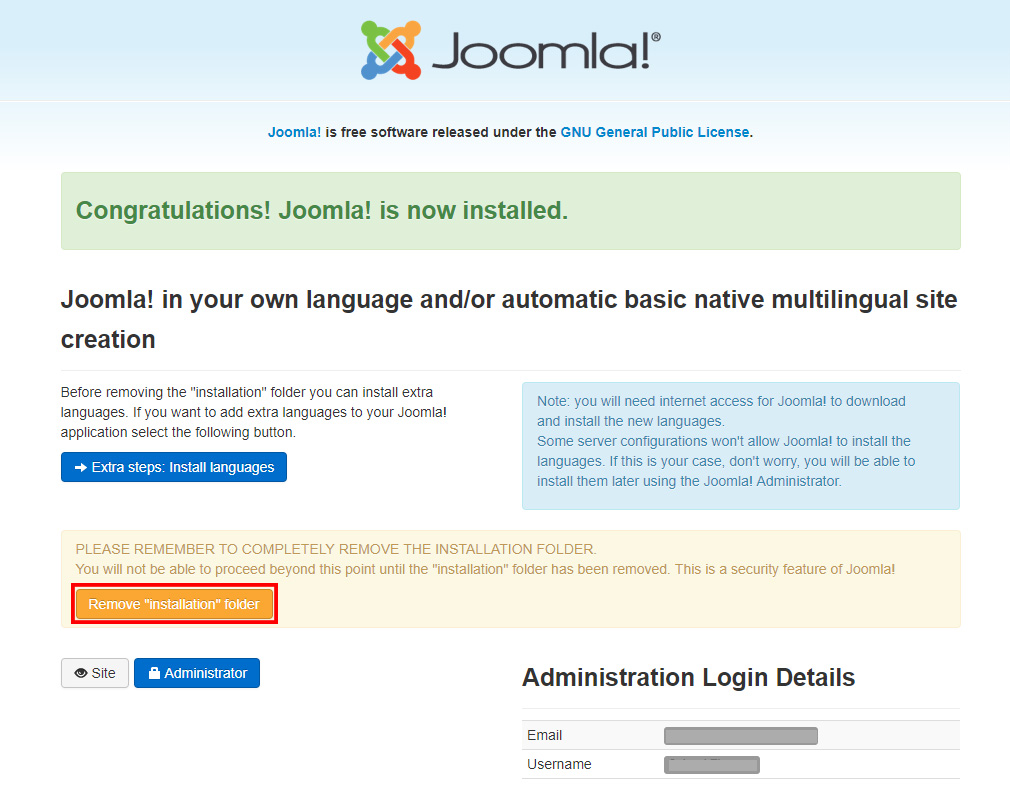 Joomla!®
Joomla! is free software released under the GNU General Public License.
Congratulations! Joomla! is now installed.
Joomla! in your own language and/or automatic basic native multilingual site
creation
Before removing the "installation" folder you can install extra
languages. If you want to add extra languages to your Joomla!
application select the following button.
Extra steps: Install languages
Note: you will need internet access for Joomla! to download
and install the new languages.
Some server configurations won't allow Joomla! to install the
languages. If this is your case, don't worry, you will be able to
install them later using the Joomla! Administrator.
PLEASE REMEMBER TO COMPLETELY REMOVE THE INSTALLATION FOLDER.
You will not be able to proceed beyond this point until the "installation" folder has been removed. This is a security feature of Joomla!
Remove "installation" folder
Site
Administrator
Administration Login Details
Email
Username